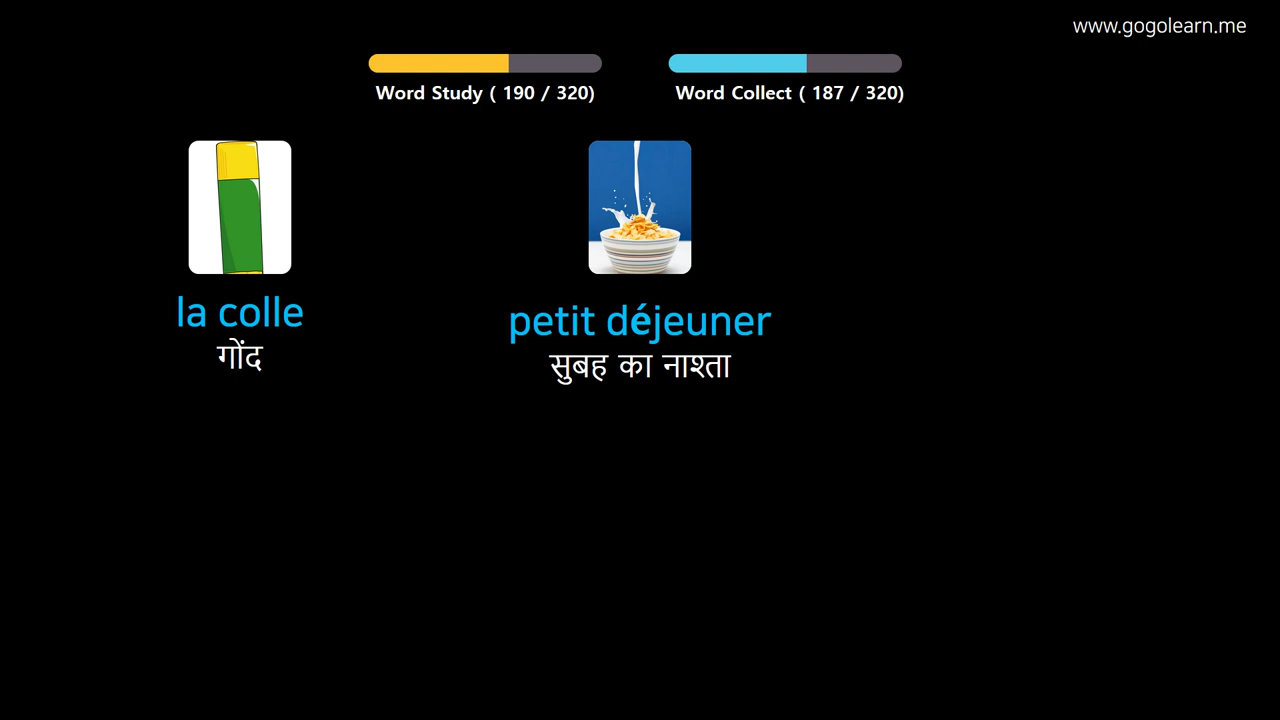 www.gogolearn.me
Word Study ( 190 / 320)
Word Collect ( 187 / 320)
la colle
गोंद
petit déjeuner
सुबह का नाश्ता